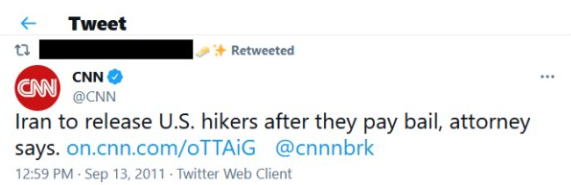 Tweet
Retweeted
CNN
CNN
@CNN
Iran to release U.S. hikers after they pay bail, attorney
says. on.cnn.com/oTTAiG @cnnnbrk
12:59 PM · Sep 13, 2011 · Twitter Web Client